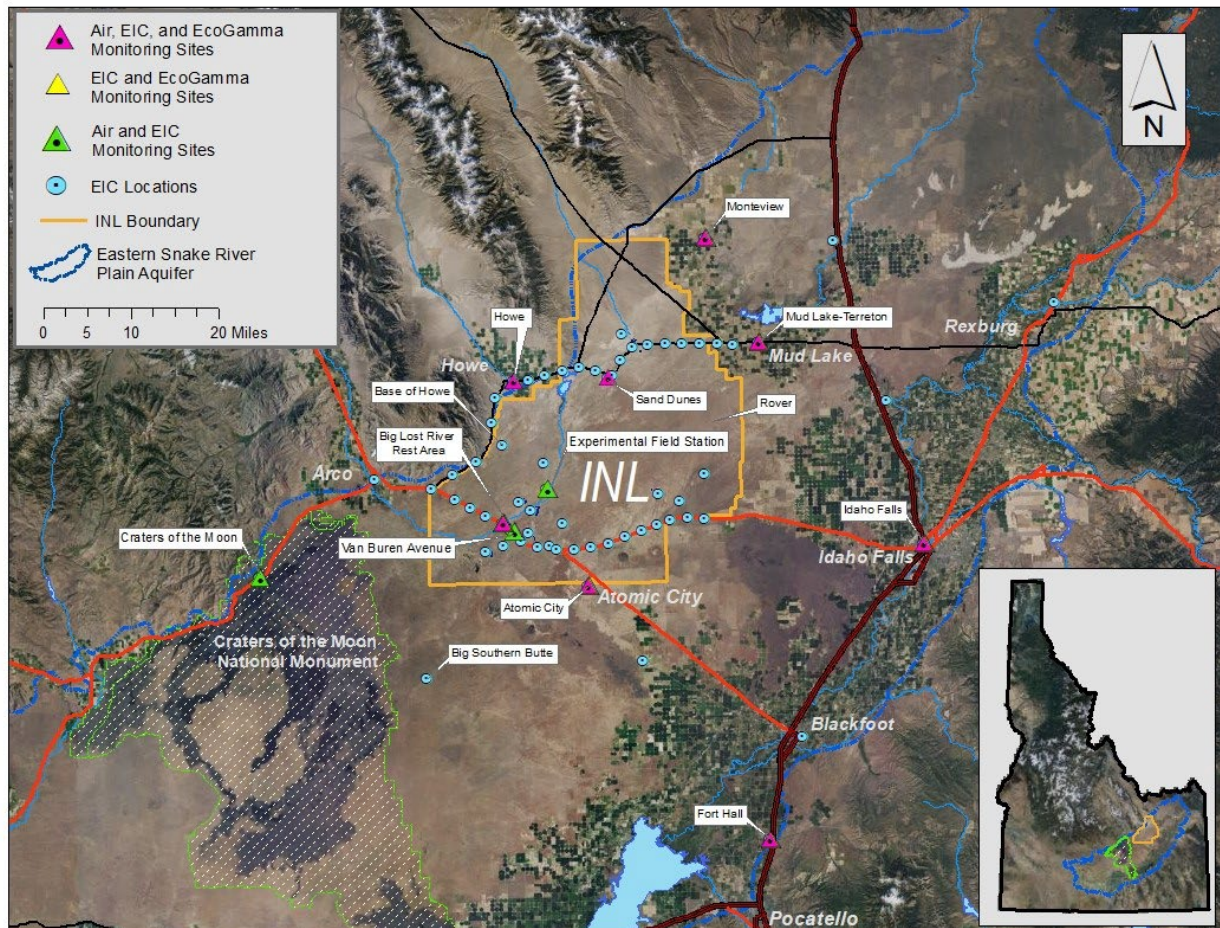 Air, EIC, and EcoGamma
Monitoring Sites
EIC and EcoGamma
Monitoring Sites
Air and EIC
Monitoring Sites
EIC Locations
INL Boundary
Eastern Snake River
Plain Aquifer
0 5 10 20 Miles
N
Monteview
Howe
Mud Lake-Terreton
Rexburg
Howe
Mud Lake
Base of Howe
Sand Dunes
Rover
Big Lost River
Rest Area
Experimental Field Station
Arco
INL
Idaho Falls
Craters of the Moon
Van Buren Avenue
Idaho Falls
Atomic City
Atomic City
Craters of the Moon
National Monument
Big Southern Butte
Blackfoot
Fort Hall
Pocatello